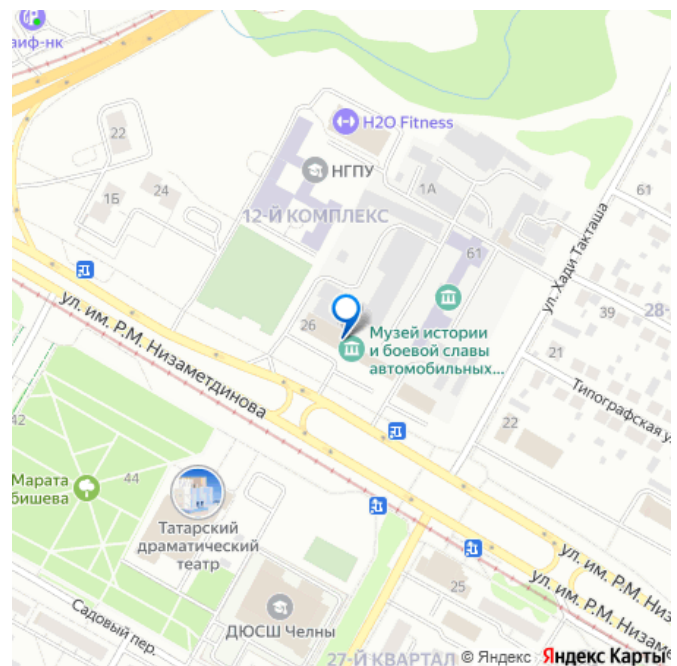 аиф-нк
H2O Fitness
22
НГПУ
1А
61
24
1Б
12-Й КОМПЛЕКС
61
ул. Хади Такташа
39
28-
26
Музей истории
и боевой славы
автомобильных...
21
ул. им. Р.М. Низаметдинова
Типографская у
22
42
44
Марата
бишева
Татарский
драматический
театр
ул. им. Р.М. Низ
ул. им. Р.М. Низаме
25
Садовый пер.
ДЮСШ Челны
27-Й КВАРТАЛ
© Яндекс Яндекс Карты